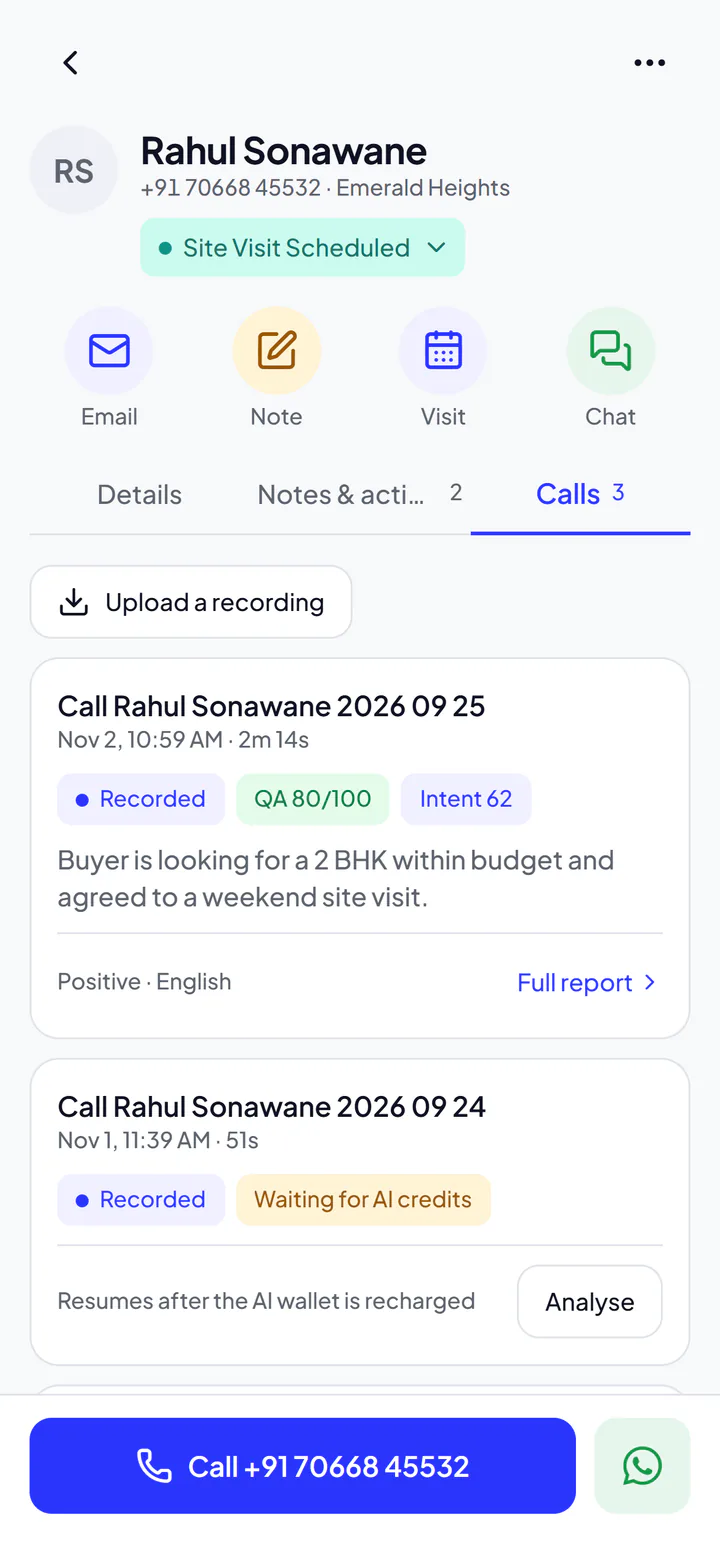 RS
Rahul Sonawane
+91 70668 45532 · Emerald Heights
Site Visit Scheduled
Email Note Visit Chat
Details Notes & acti... 2 Calls 3
Upload a recording
Call Rahul Sonawane 2026 09 25
Nov 2, 10:59 AM · 2m 14s
Recorded QA 80/100 Intent 62
Buyer is looking for a 2 BHK within budget and
agreed to a weekend site visit.
Positive · English Full report
Call Rahul Sonawane 2026 09 24
Nov 1, 11:39 AM · 51s
Recorded Waiting for AI credits
Resumes after the AI wallet is recharged Analyse
Call +91 70668 45532